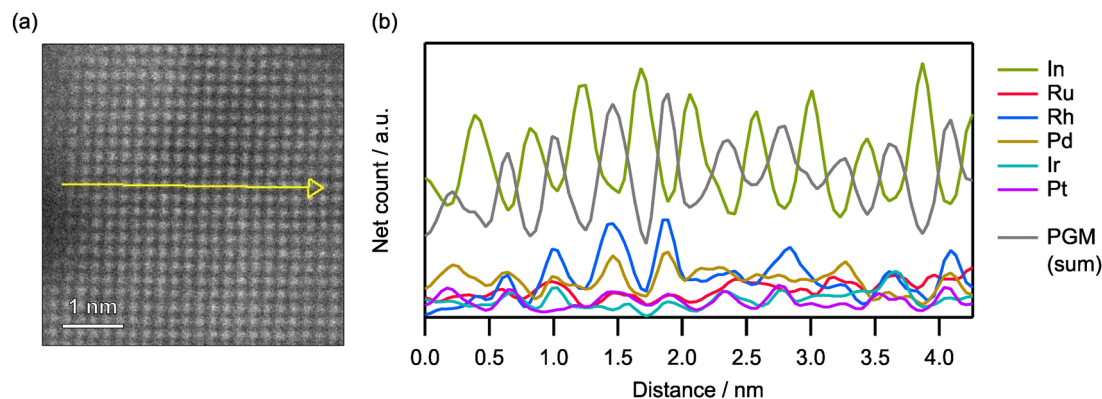 (a)
1 nm
(b)
Net count / a.u.
0.0 0.5 1.0 1.5 2.0 2.5 3.0 3.5 4.0
Distance / nm
In
Ru
Rh
Pd
Ir
Pt
PGM
(sum)